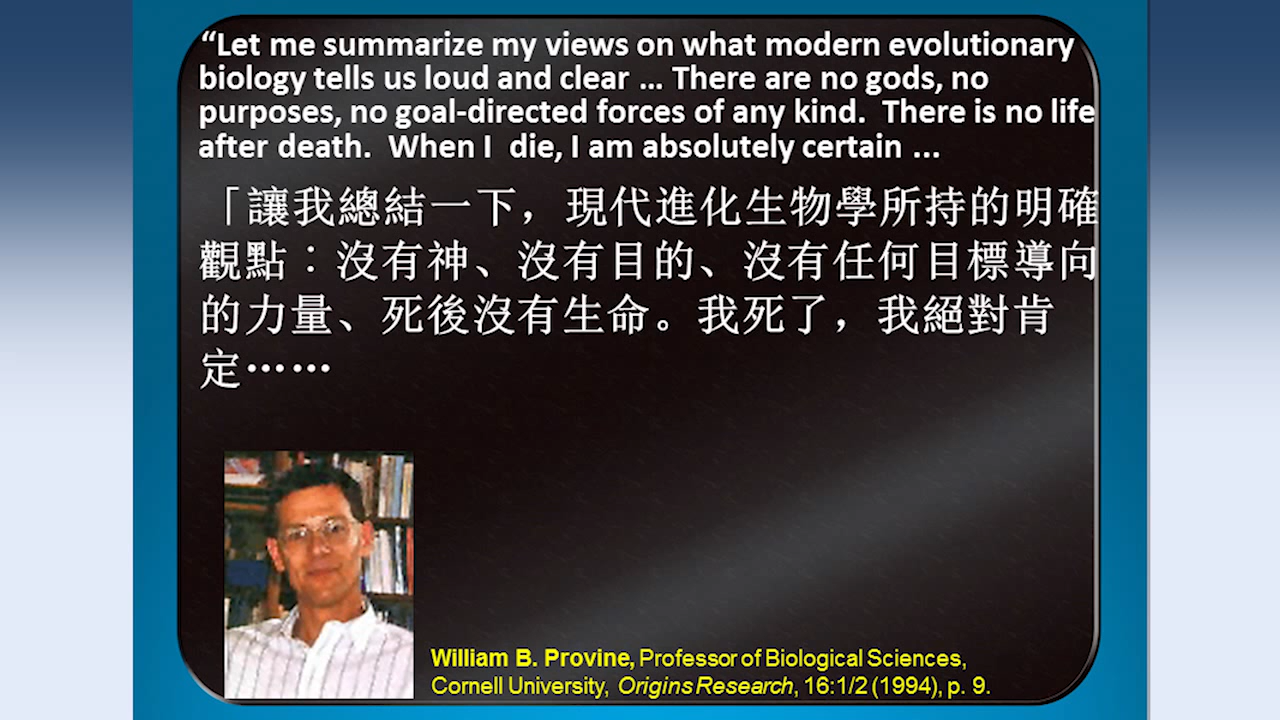 “Let me summarize my views on what modern evolutionary
biology tells us loud and clear … There are no gods, no
purposes, no goal-directed forces of any kind.  There is no life
after death.  When I  die, I am absolutely certain …
「讓我總結一下，現代進化生物學所持的明確
觀點：沒有神、沒有目的、沒有任何目標導向
的力量、死後沒有生命。我死了，我絕對肯
定……
William B. Provine, Professor of Biological Sciences,
Cornell University, Origins Research, 16:1/2 (1994), p. 9.